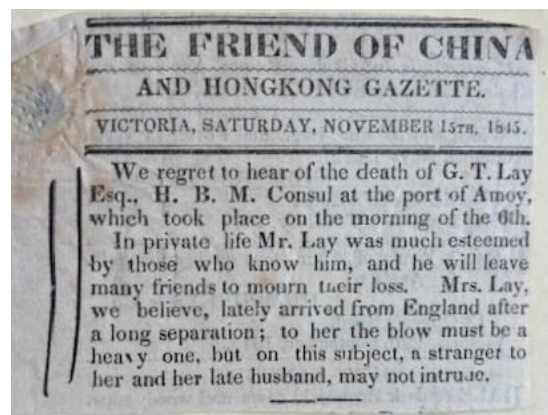 THE FRIEND OF CHINA
AND HONGKONG GAZETTE.
VICTORIA, SATURDAY, NOVEMBER 15TH, 1845.
We regret to hear of the death of G. T. Lay
Esq., H. B. M. Consul at the port of Amoy,
which took place on the morning of the 6th.
In private life Mr. Lay was much esteemed
by those who know him, and he will leave
many friends to mourn their loss. Mrs. Lay,
we believe, lately arrived from England after
a long separation; to her the blow must be a
heavy one, but on this subject, a stranger to
her and her late husband, may not intrude.